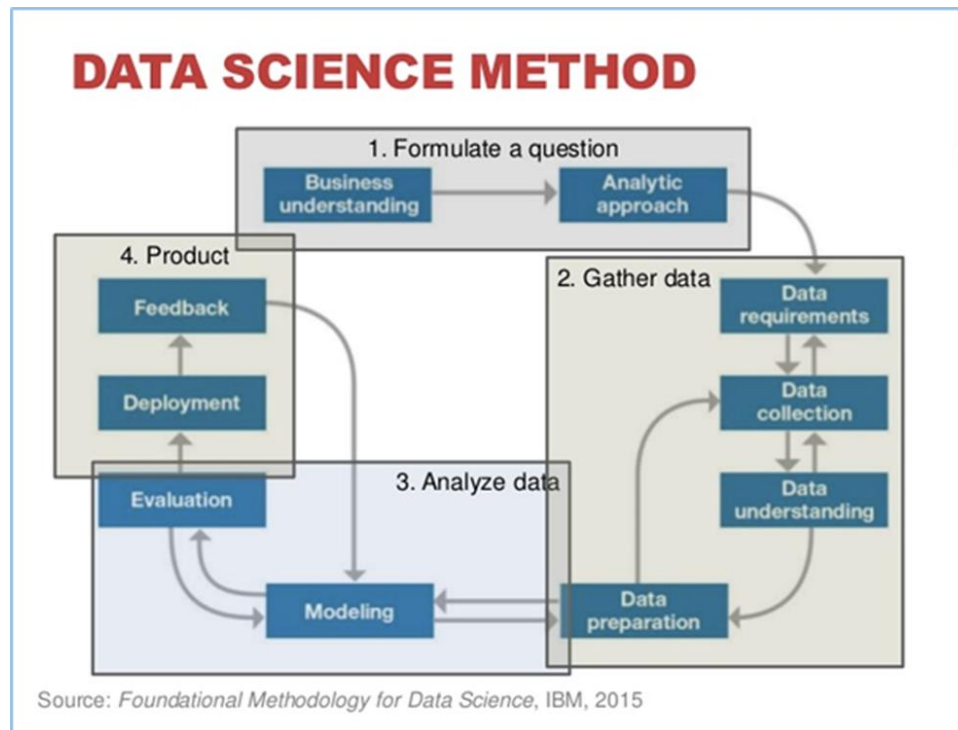 DATA SCIENCE METHOD
1. Formulate a question
Business
understanding
Analytic
approach
4. Product
Feedback
Deployment
2. Gather data
Data
requirements
Data
collection
Data
understanding
Data
preparation
3. Analyze data
Evaluation
Modeling
Source: Foundational Methodology for Data Science, IBM, 2015